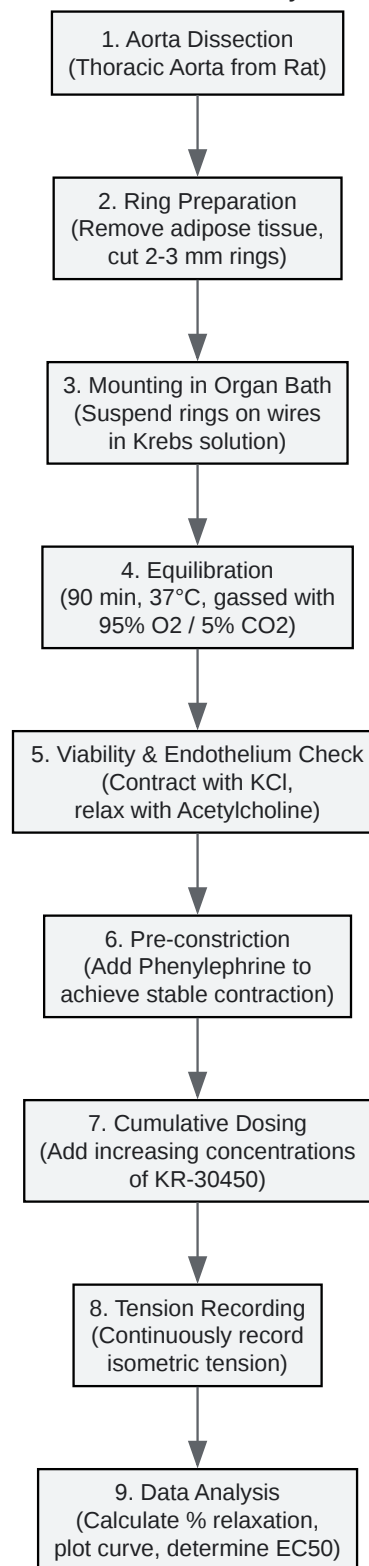 1. Aorta Dissection
(Thoracic Aorta from Rat)
2. Ring Preparation
(Remove adipose tissue,
cut 2-3 mm rings)
3. Mounting in Organ Bath
(Suspend rings on wires
in Krebs solution)
4. Equilibration
(90 min, 37°C, gassed with
95% O2 / 5% CO2)
5. Viability & Endothelium Check
(Contract with KCl,
relax with Acetylcholine)
6. Pre-constriction
(Add Phenylephrine to
achieve stable contraction)
7. Cumulative Dosing
(Add increasing concentrations
of KR-30450)
8. Tension Recording
(Continuously record
isometric tension)
9. Data Analysis
(Calculate % relaxation,
plot curve, determine EC50)